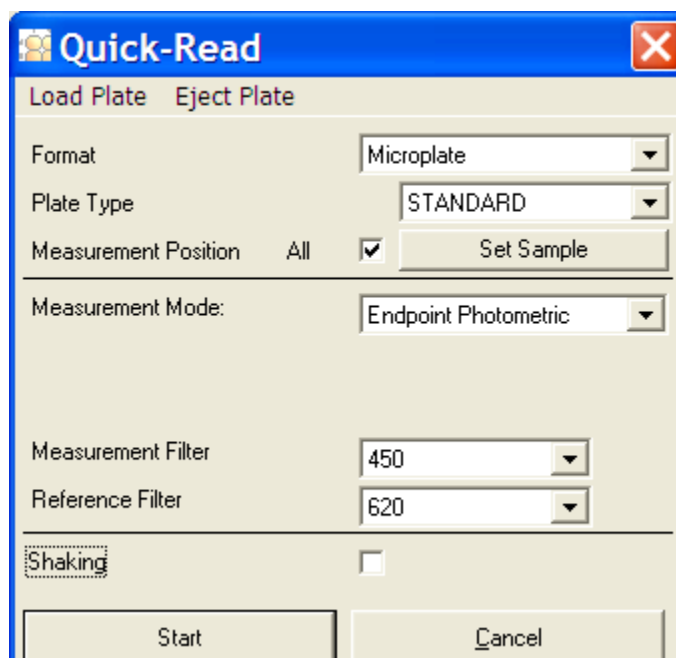 Quick-Read
Load Plate Eject Plate
Format Microplate
Plate Type STANDARD
Measurement Position All Set Sample
Measurement Mode: Endpoint Photometric
Measurement Filter 450
Reference Filter 620
Shaking
Start Cancel